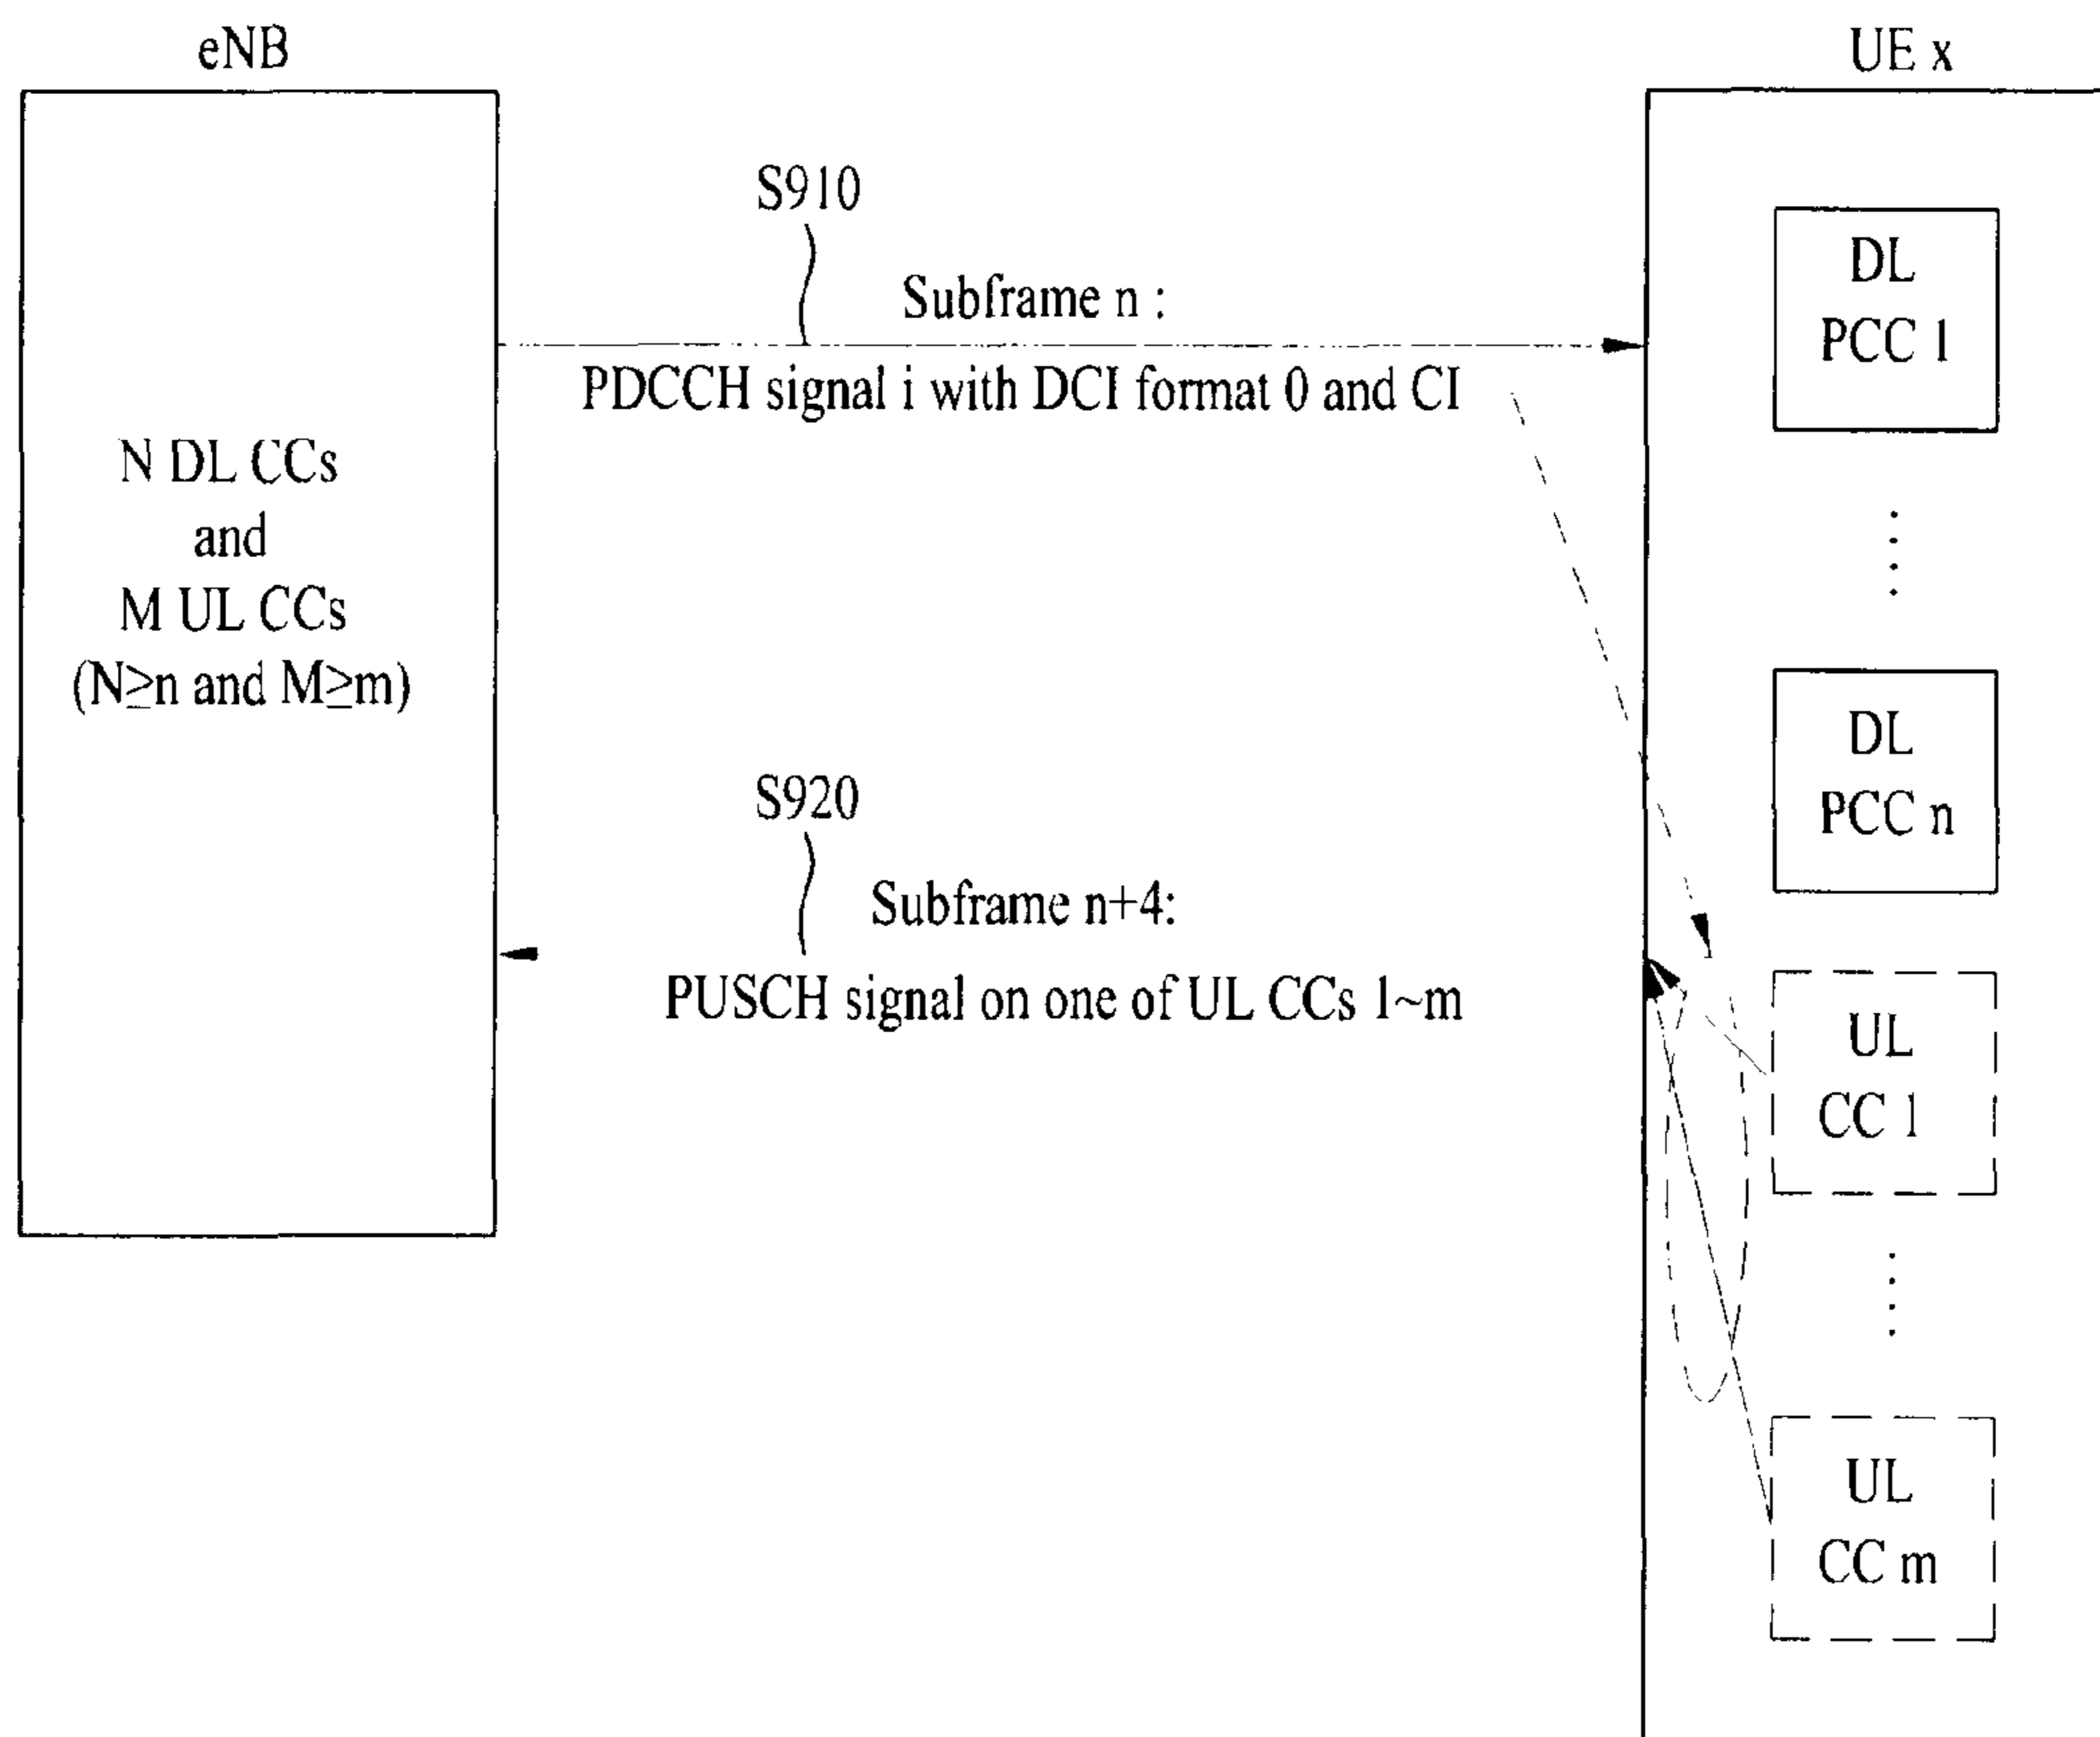 eNB
UE x
S910
Subframe n :
PDCCH signal i with DCI format 0 and CI
N DL CCs
and
M UL CCs
(N≥n and M≥m)
S920
Subframe n+4:
PUSCH signal on one of UL CCs 1~m
DL
PCC 1
DL
PCC n
UL
CC 1
UL
CC m